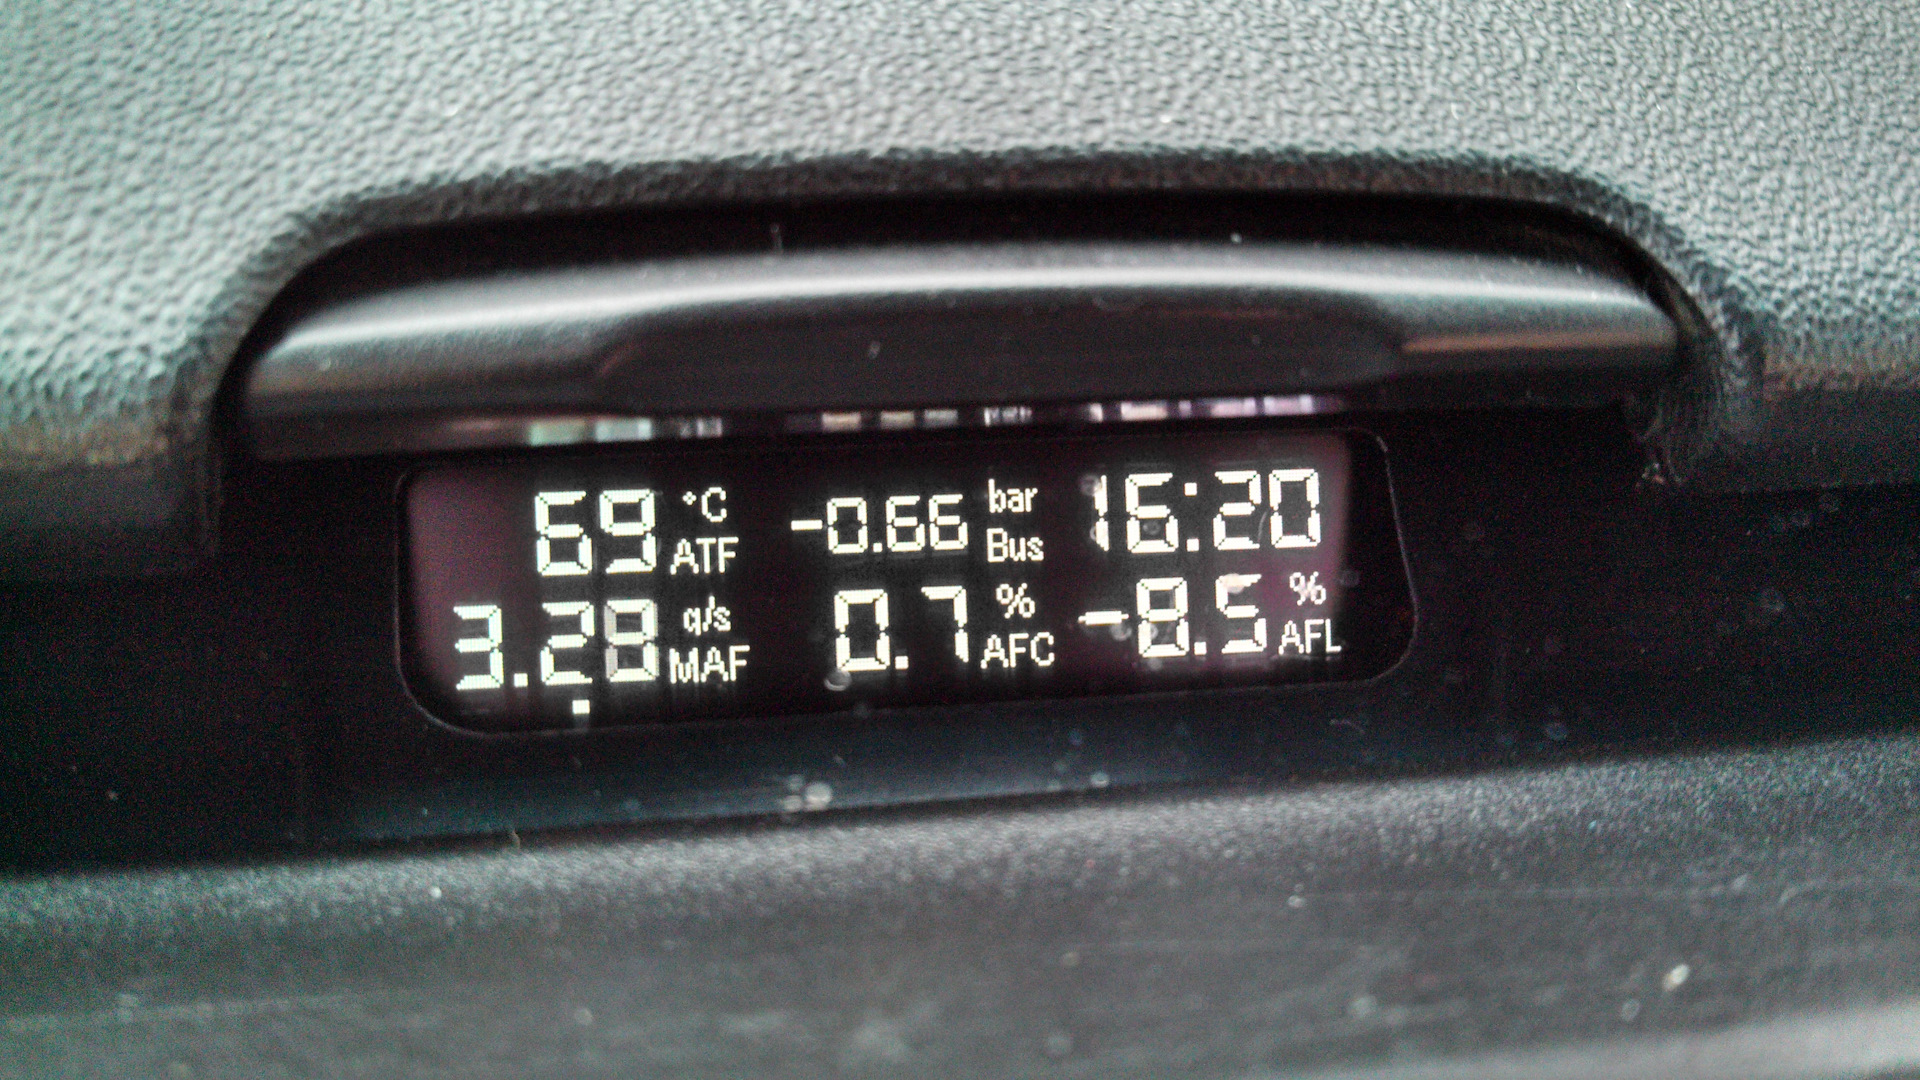 69 °C ATF -0.66 bar Bus 16:20
3.28 g/s MAF 0.7 % AFC -8.5 % AFL